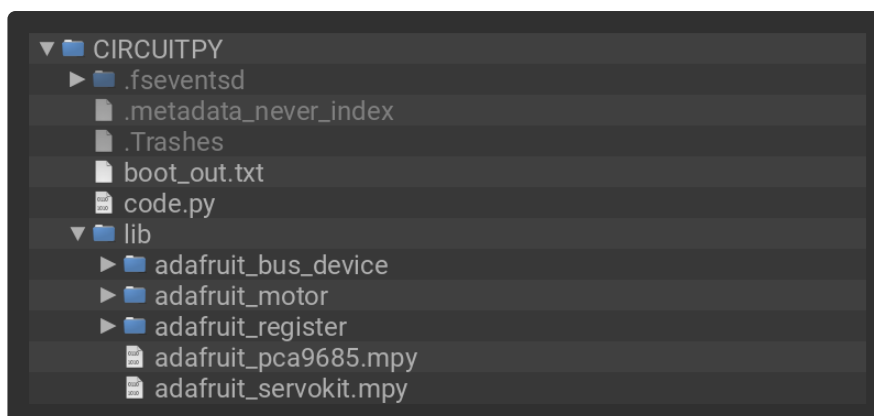 CIRCUITPY
.fseventsd
.metadata_never_index
.Trashes
boot_out.txt
code.py
lib
adafruit_bus_device
adafruit_motor
adafruit_register
adafruit_pca9685.mpy
adafruit_servokit.mpy